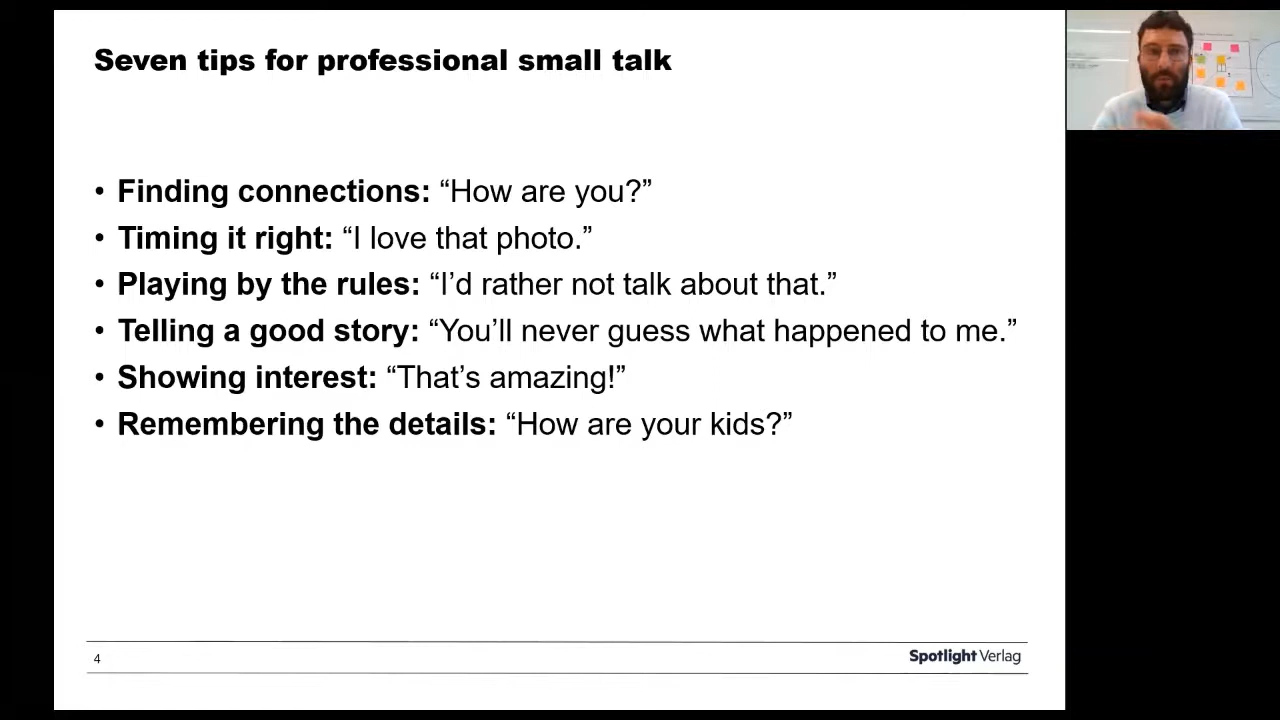 Seven tips for professional small talk
• Finding connections: “How are you?”
• Timing it right: “I love that photo.”
• Playing by the rules: “I’d rather not talk about that.”
• Telling a good story: “You’ll never guess what happened to me.”
• Showing interest: “That’s amazing!”
• Remembering the details: “How are your kids?”
4
Spotlight Verlag